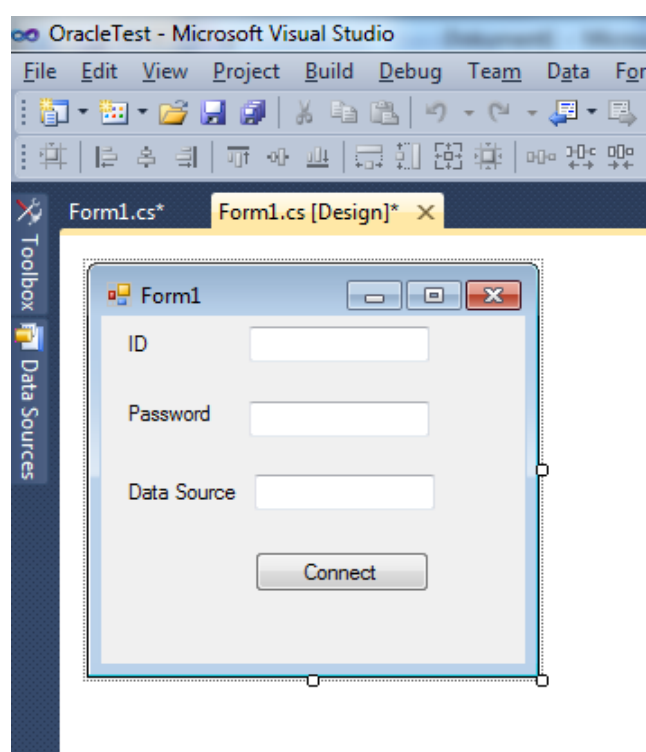 OracleTest - Microsoft Visual Studio
File Edit View Project Build Debug Team Data For
Form1.cs* Form1.cs [Design]*
Toolbox
Data Sources
Form1
ID
Password
Data Source
Connect